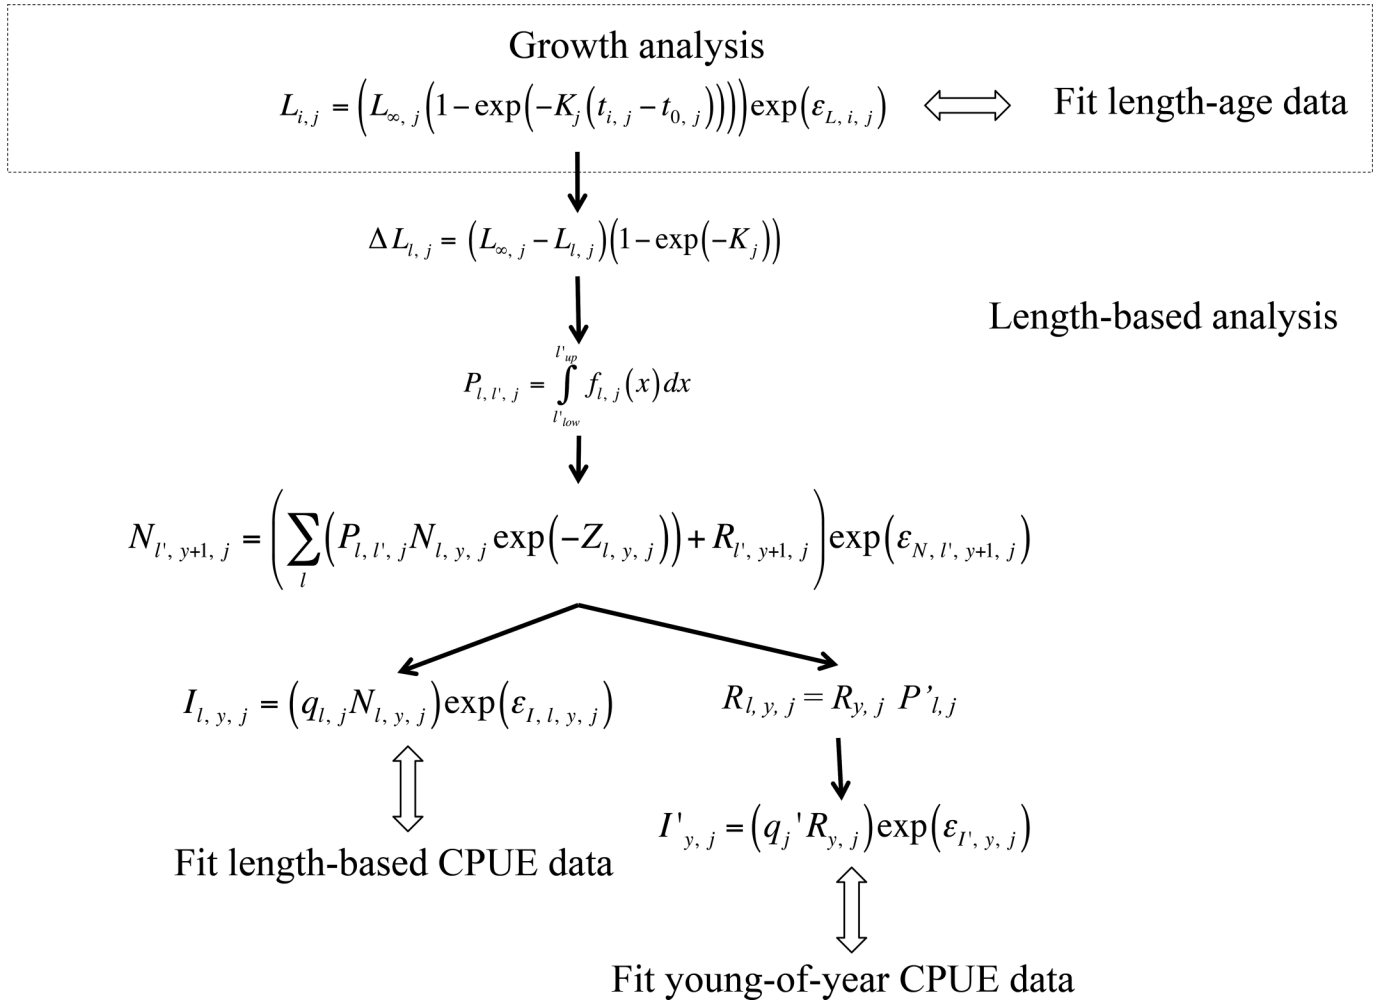 Growth analysis
L_{i,j} = (L_{∞, j}(1−exp(−K_j(t_{i, j} − t_{0, j}))))exp(ε_{L, i, j})
Fit length-age data
ΔL_{l, j} = (L_{∞, j} − L_{l, j})(1−exp(−K_j))
Length-based analysis
P_{l, l', j} = ∫_{l'_{low}}^{l'_{up}} f_{l, j}(x)dx
N_{l', y+1, j} = (∑_l(P_{l, l', j}N_{l, y, j}exp(−Z_{l, y, j}))+R_{l', y+1, j})exp(ε_{N, l', y+1, j})
I_{l, y, j} = (q_{l, j}N_{l, y, j})exp(ε_{I, l, y, j})
R_{l, y, j} = R_{y, j} P’_{l,j}
I'_{y, j} = (q_j'R_{y, j})exp(ε_{I', y, j})
Fit length-based CPUE data
Fit young-of-year CPUE data